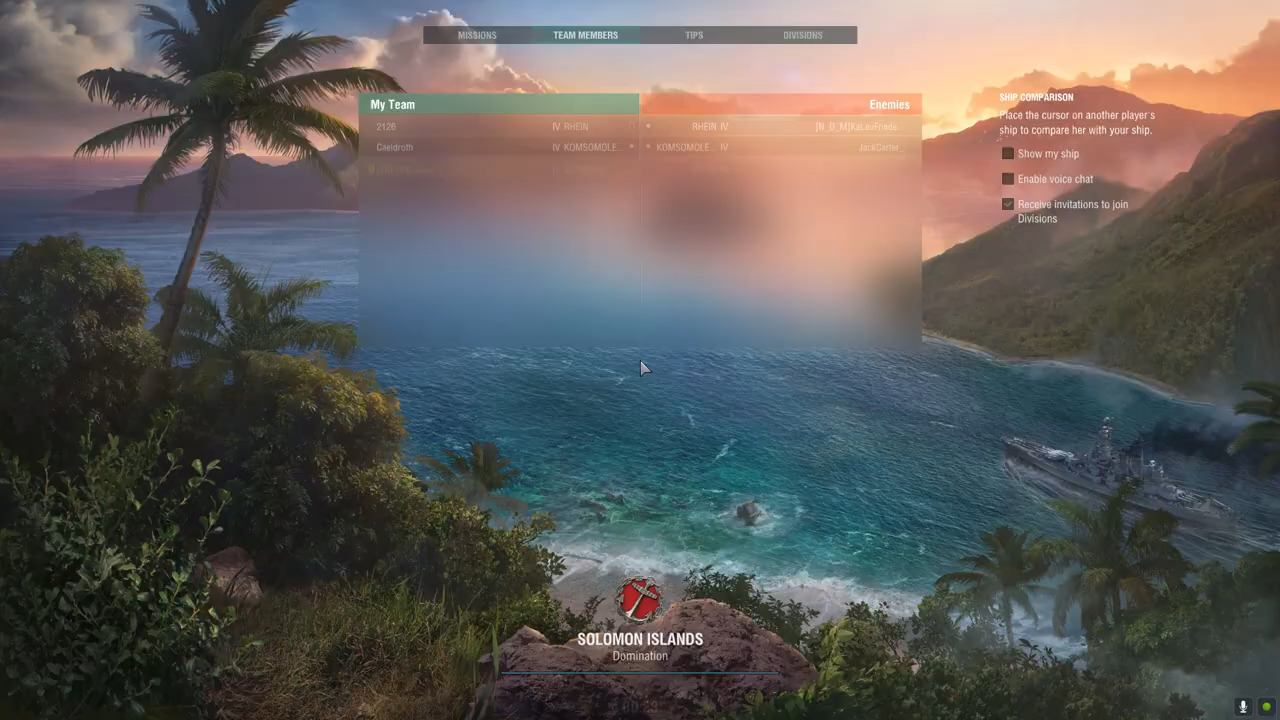 MISSIONS TEAM MEMBERS TIPS DIVISIONS
My Team Enemies
2126 IV RHEIN RHEIN IV
Caeldroth IV KOMSOMOLE... KOMSOMOLE... IV JackCarter_
SHIP COMPARISON
Place the cursor on another player's
ship to compare her with your ship.
Show my ship
Enable voice chat
Receive invitations to join
Divisions
SOLOMON ISLANDS
Domination